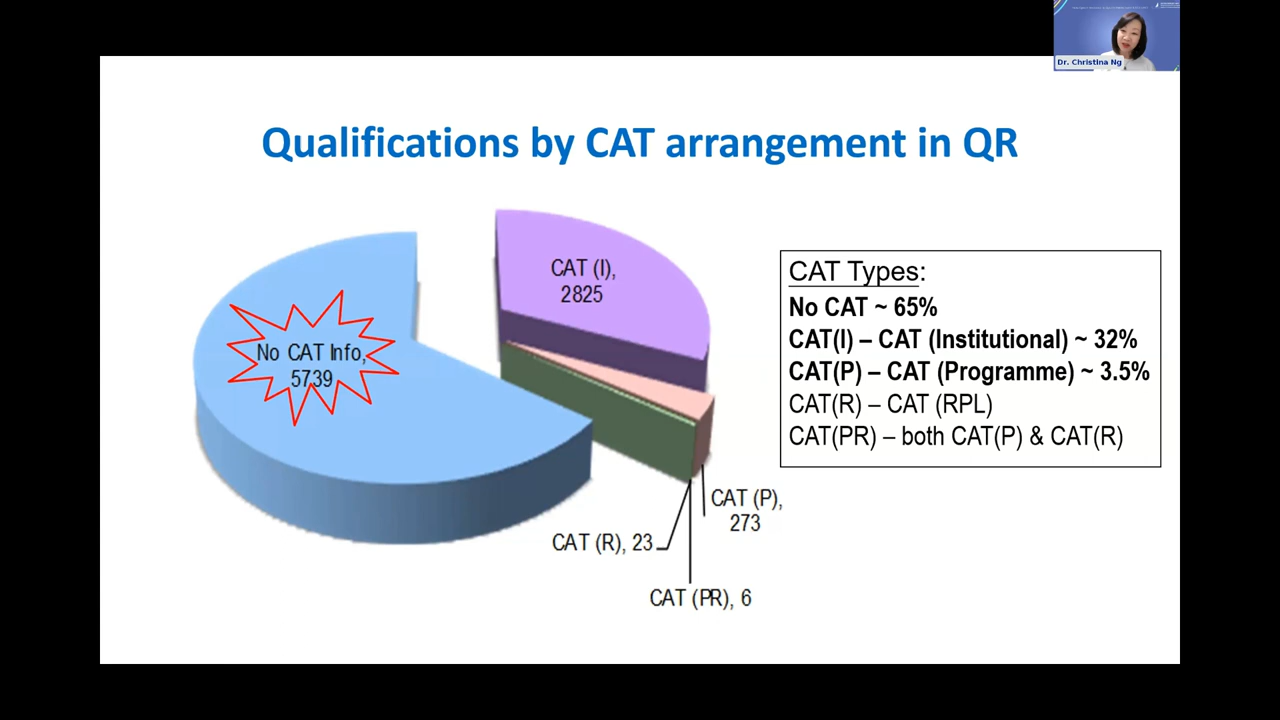 Dr. Christina Ng
Qualifications by CAT arrangement in QR
CAT (I),
2825
No CAT Info,
5739
CAT Types:
No CAT ~ 65%
CAT(I) – CAT (Institutional) ~ 32%
CAT(P) – CAT (Programme) ~ 3.5%
CAT(R) – CAT (RPL)
CAT(PR) – both CAT(P) & CAT(R)
CAT (P),
273
CAT (R), 23
CAT (PR), 6